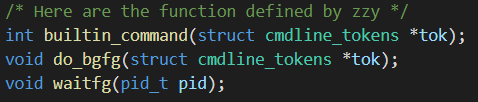 /* Here are the function defined by zzy */
int builtin_command(struct cmdline_tokens *tok);
void do_bgfg(struct cmdline_tokens *tok);
void waitfg(pid_t pid);